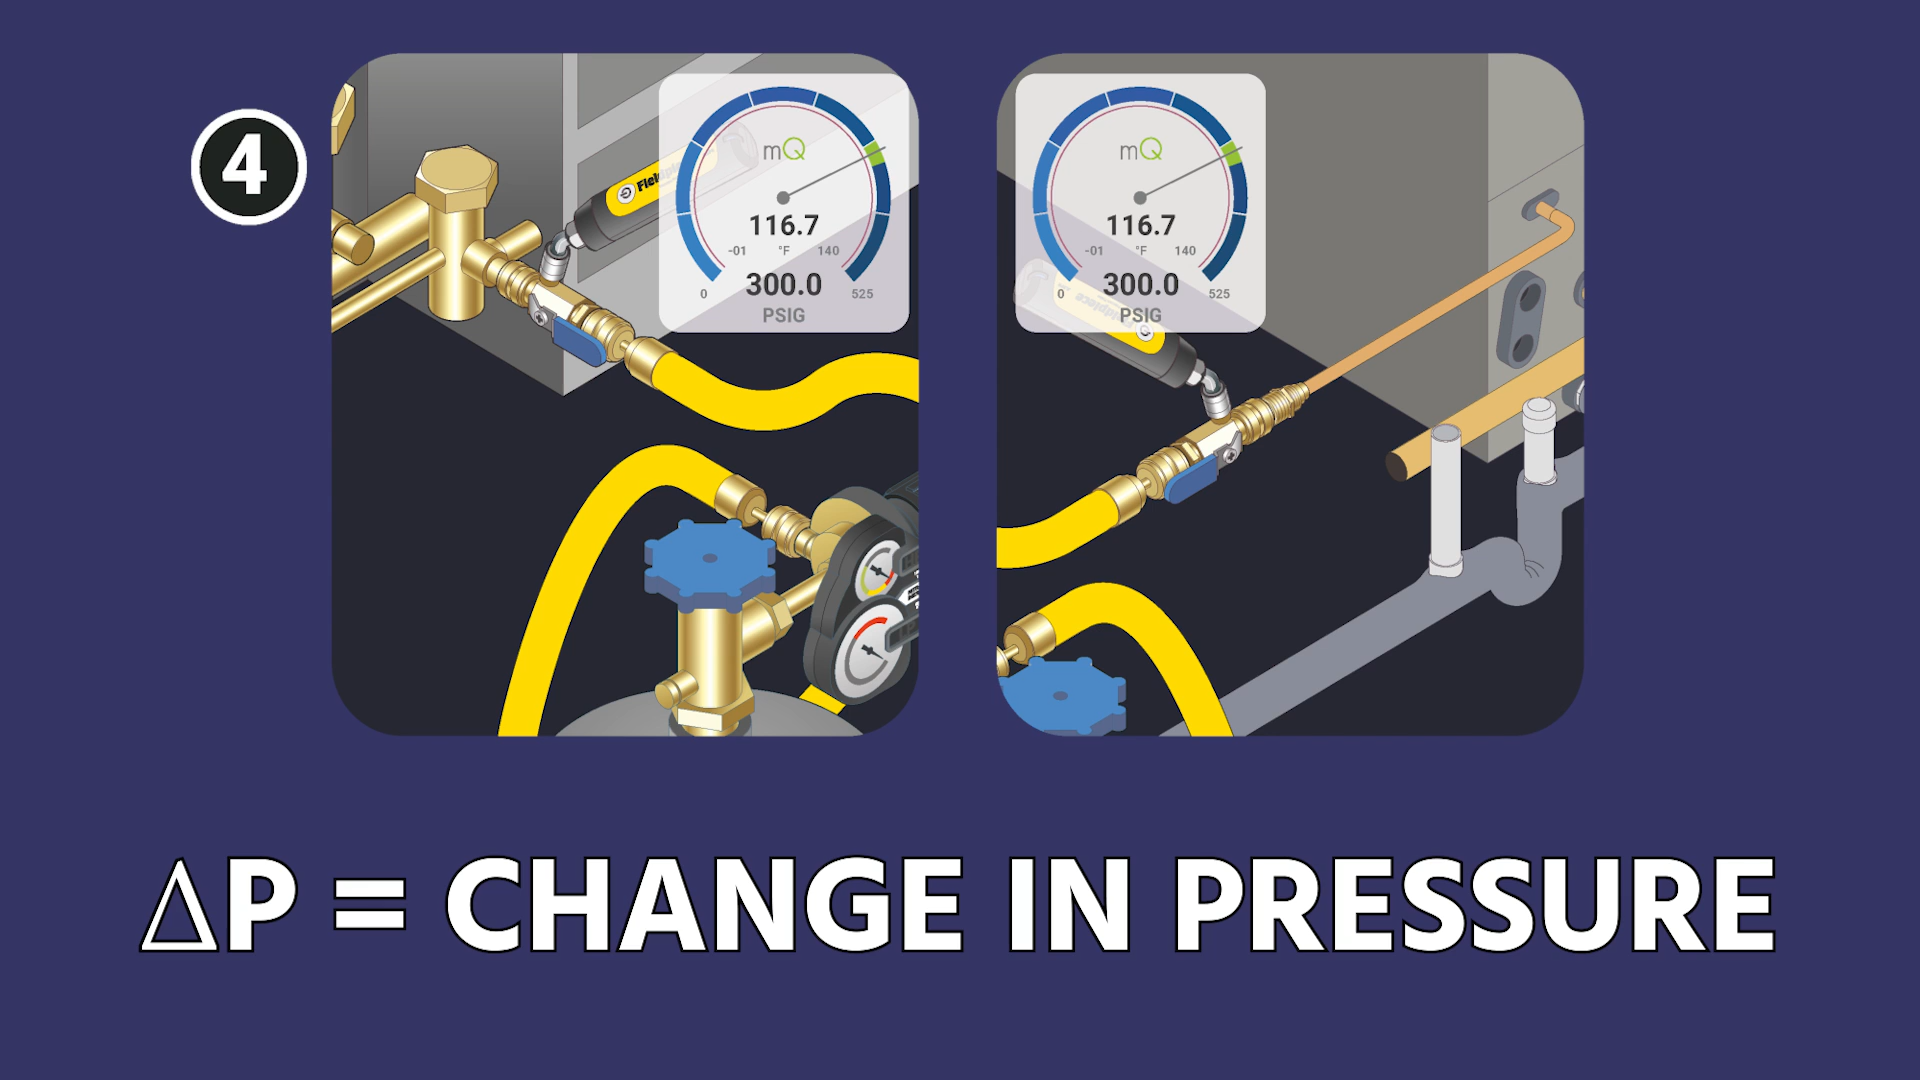 4
Fieldpiece
mQ
116.7
-01 °F 140
300.0
0 525
PSIG
mQ
116.7
-01 °F 140
300.0
0 525
PSIG
ΔP = CHANGE IN PRESSURE